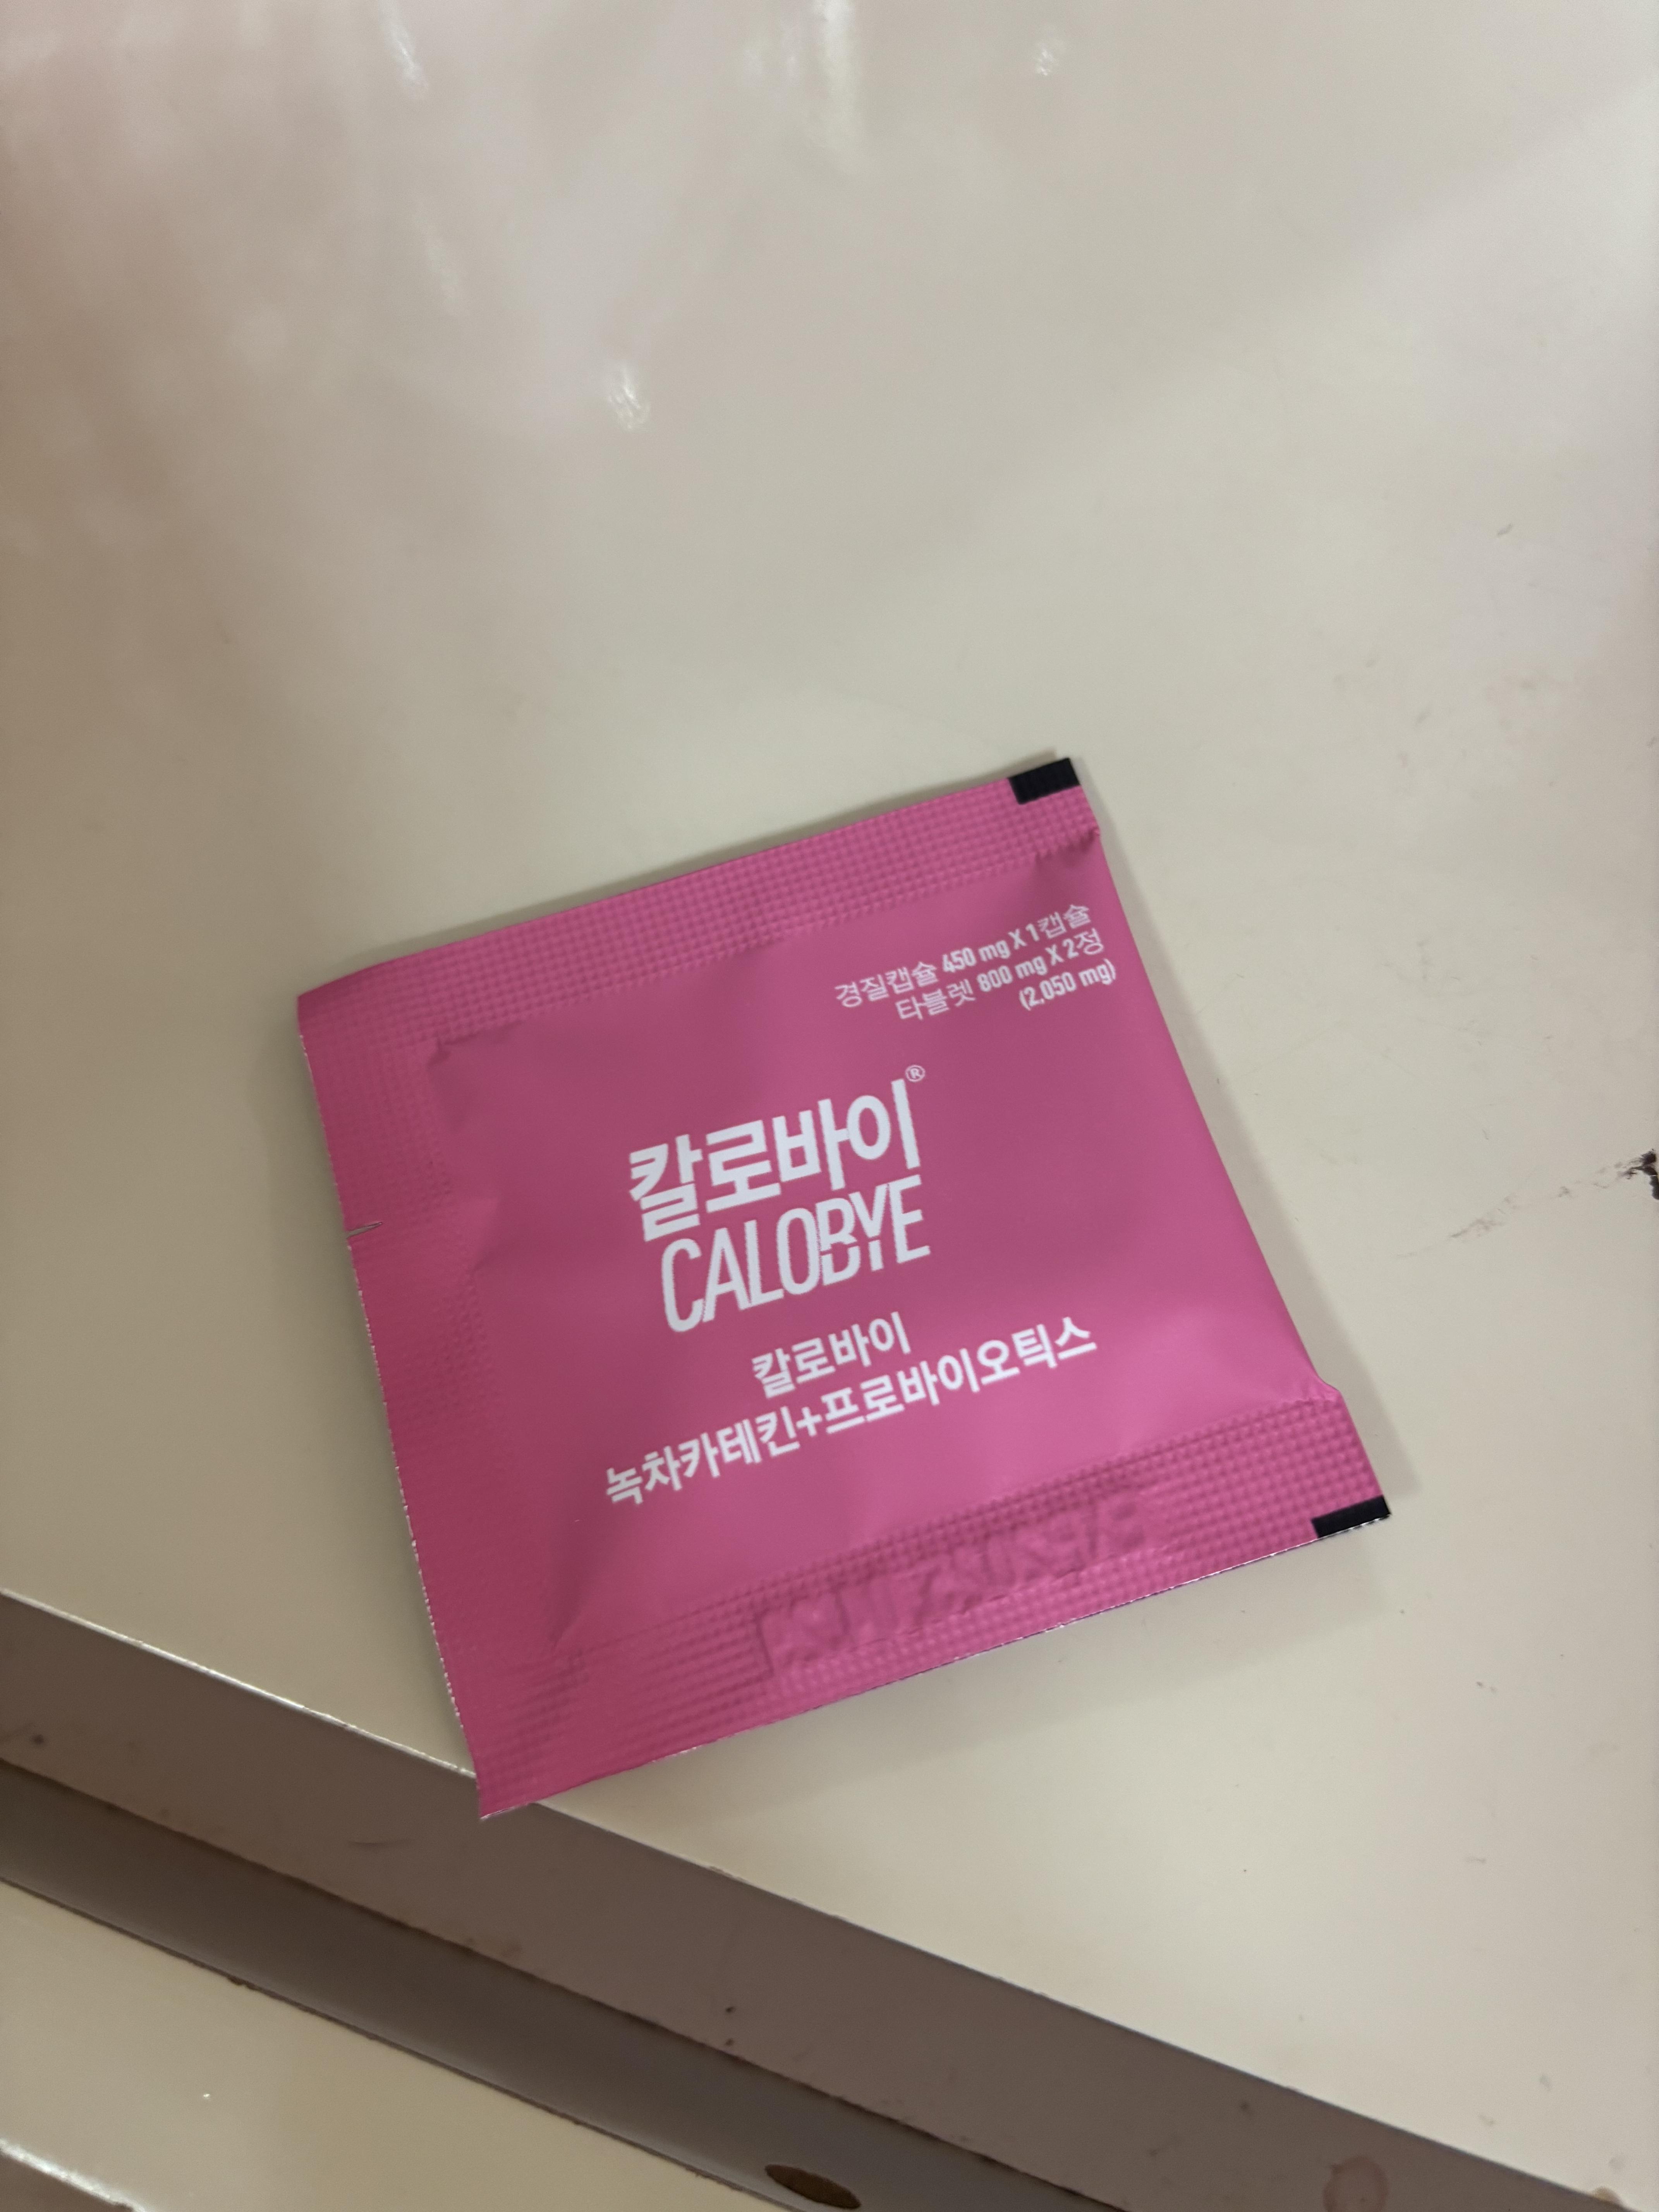 경질캡슐 450 mg X 1캡슐
타블렛 800 mg X 2정
(2,050 mg)
칼로바이®
CALOBYE
칼로바이
녹차카테킨+프로바이오틱스